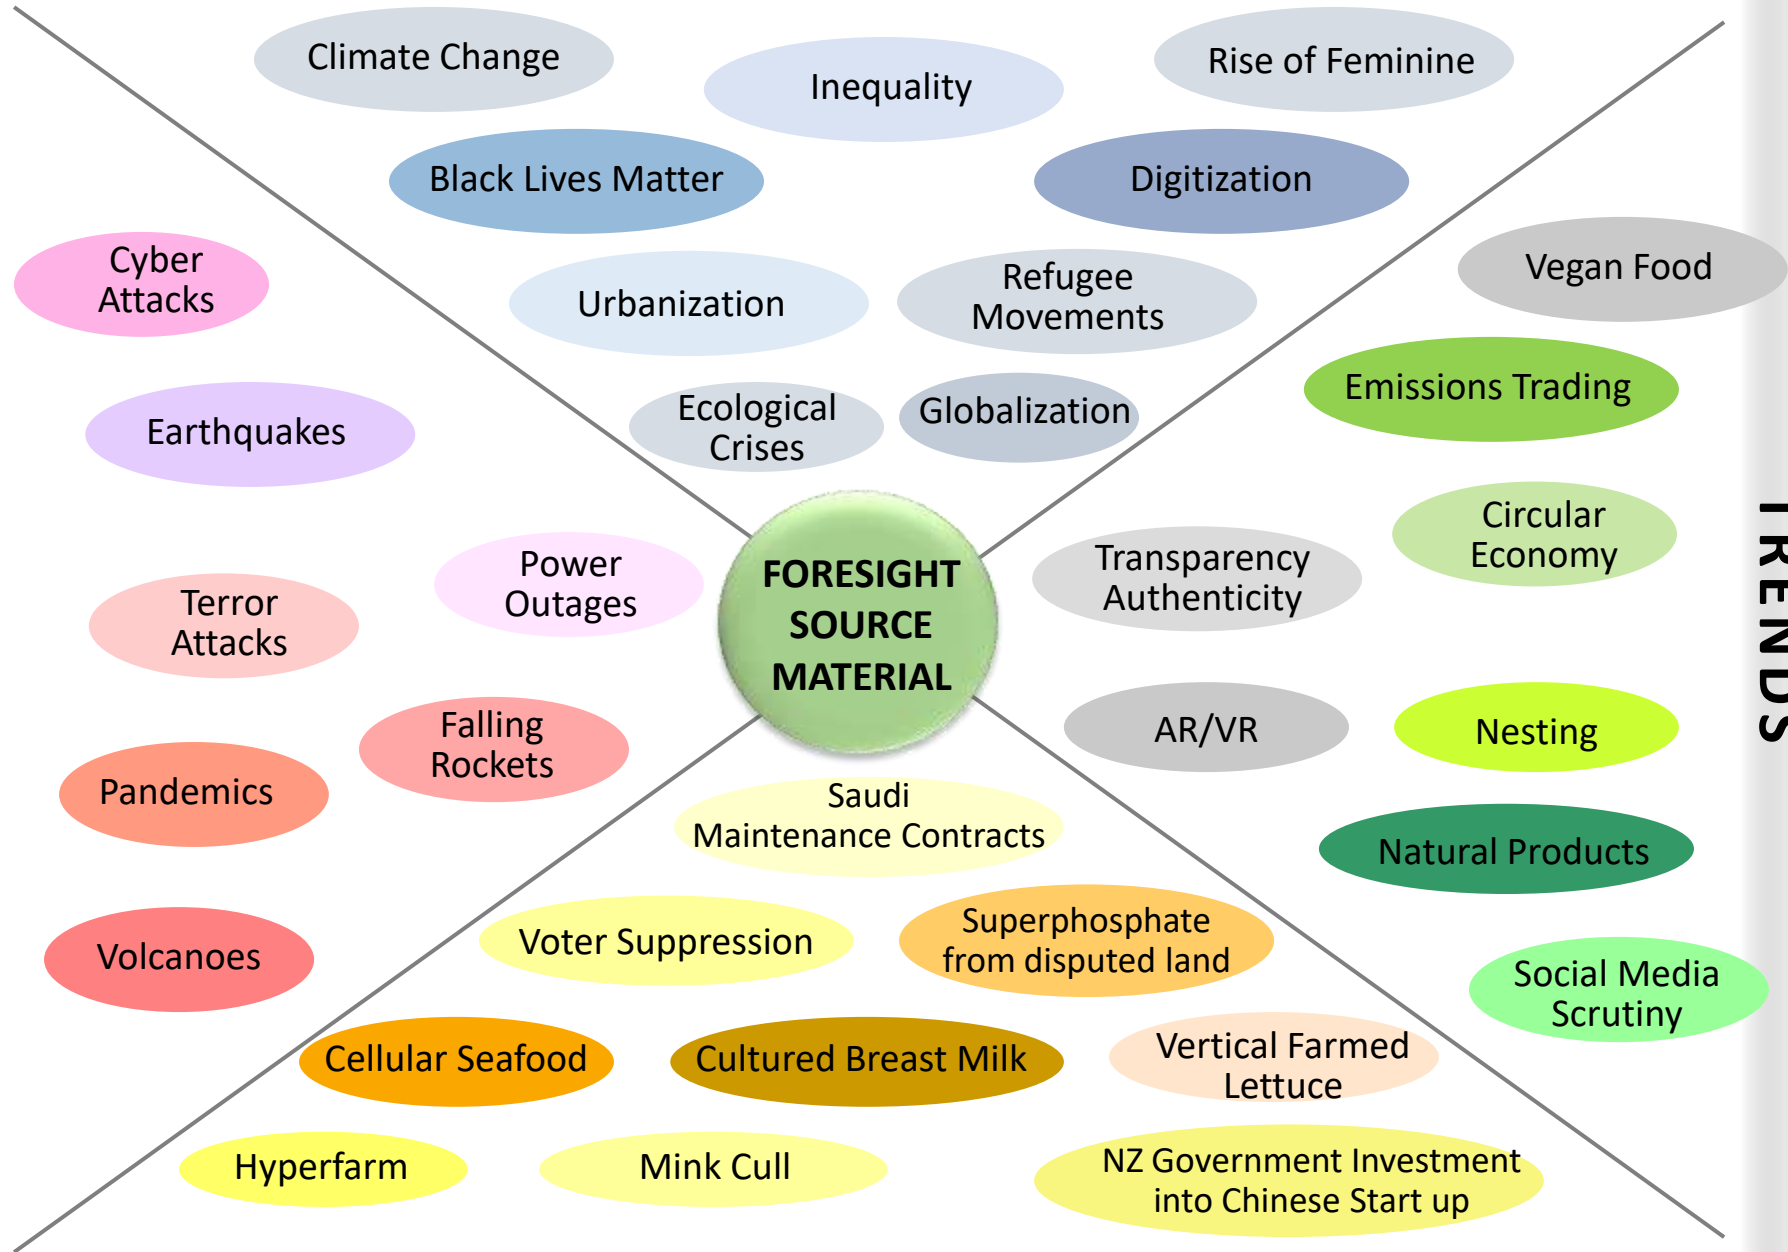 Climate Change
Inequality
Rise of Feminine
Black Lives Matter
Digitization
Urbanization
Refugee
Movements
Ecological
Crises
Globalization
Cyber
Attacks
Earthquakes
Power
Outages
Terror
Attacks
Falling
Rockets
Pandemics
Volcanoes
FORESIGHT
SOURCE
MATERIAL
Vegan Food
Emissions Trading
Circular
Economy
Transparency
Authenticity
AR/VR
Nesting
Natural Products
Social Media
Scrutiny
TRENDS
Saudi
Maintenance Contracts
Voter Suppression
Superphosphate
from disputed land
Cellular Seafood
Cultured Breast Milk
Vertical Farmed
Lettuce
Hyperfarm
Mink Cull
NZ Government Investment
into Chinese Start up